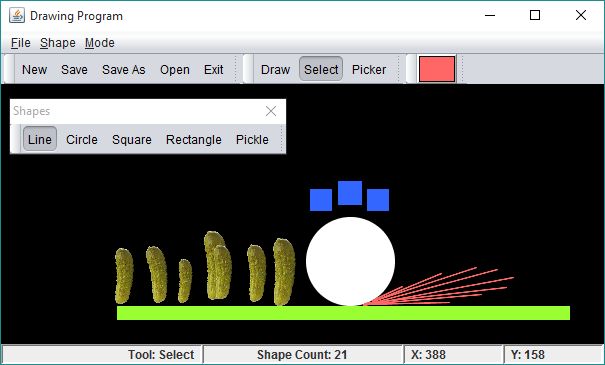 Drawing Program
File Shape Mode
New Save Save As Open Exit Draw Select Picker
Shapes
Line Circle Square Rectangle Pickle
Tool: Select Shape Count: 21 X: 388 Y: 158